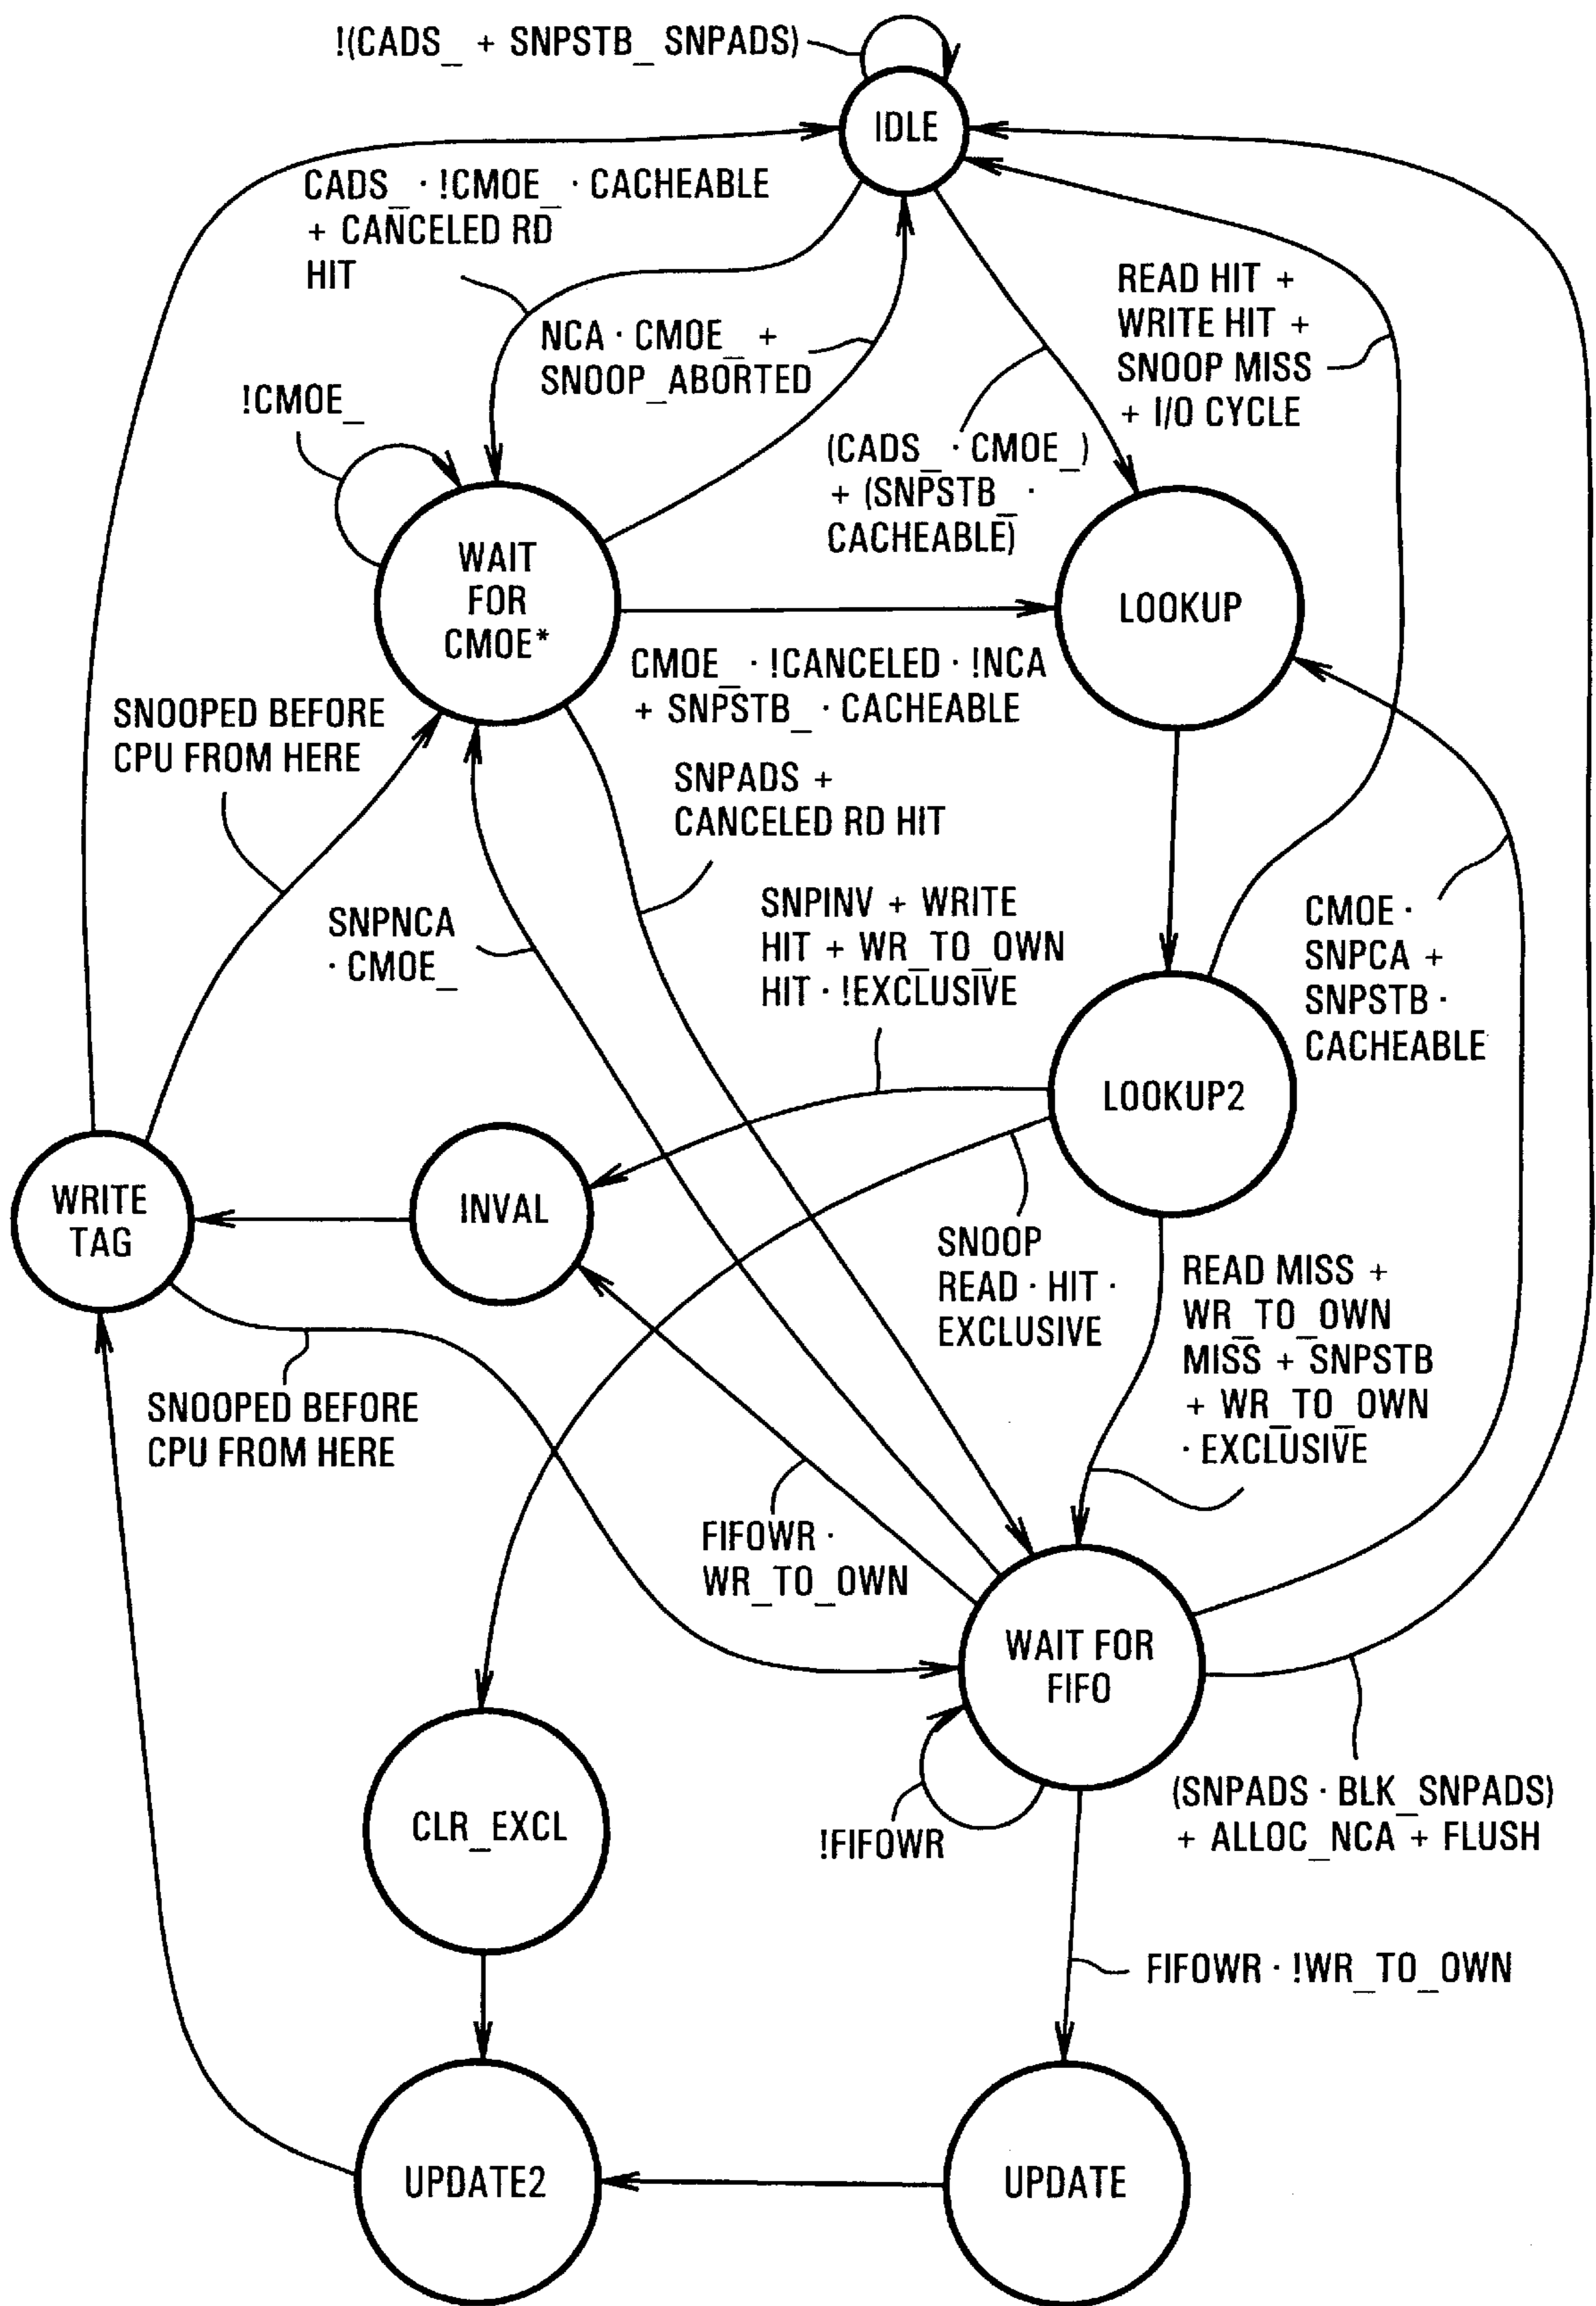 !(CADS_ + SNPSTB_ SNPADS)
IDLE
CADS_ · !CMOE_ · CACHEABLE
+ CANCELED RD
HIT
READ HIT +
WRITE HIT +
SNOOP MISS
+ I/O CYCLE
NCA · CMOE_ +
SNOOP_ABORTED
!CMOE_
(CADS_ · CMOE_)
+ (SNPSTB_ ·
CACHEABLE)
WAIT
FOR
CMOE*
LOOKUP
CMOE_ · !CANCELED · !NCA
+ SNPSTB_ · CACHEABLE
SNOOPED BEFORE
CPU FROM HERE
SNPADS +
CANCELED RD HIT
SNPNCA
· CMOE_
SNPINV + WRITE
HIT + WR_TO_OWN
HIT · !EXCLUSIVE
CMOE ·
SNPCA +
SNPSTB ·
CACHEABLE
LOOKUP2
WRITE
TAG
INVAL
SNOOP
READ · HIT ·
EXCLUSIVE
READ MISS +
WR_TO_OWN
MISS + SNPSTB
+ WR_TO_OWN
· EXCLUSIVE
SNOOPED BEFORE
CPU FROM HERE
FIFOWR ·
WR_TO_OWN
WAIT FOR
FIFO
CLR_EXCL
!FIFOWR
(SNPADS · BLK_SNPADS)
+ ALLOC_NCA + FLUSH
FIFOWR · !WR_TO_OWN
UPDATE2
UPDATE